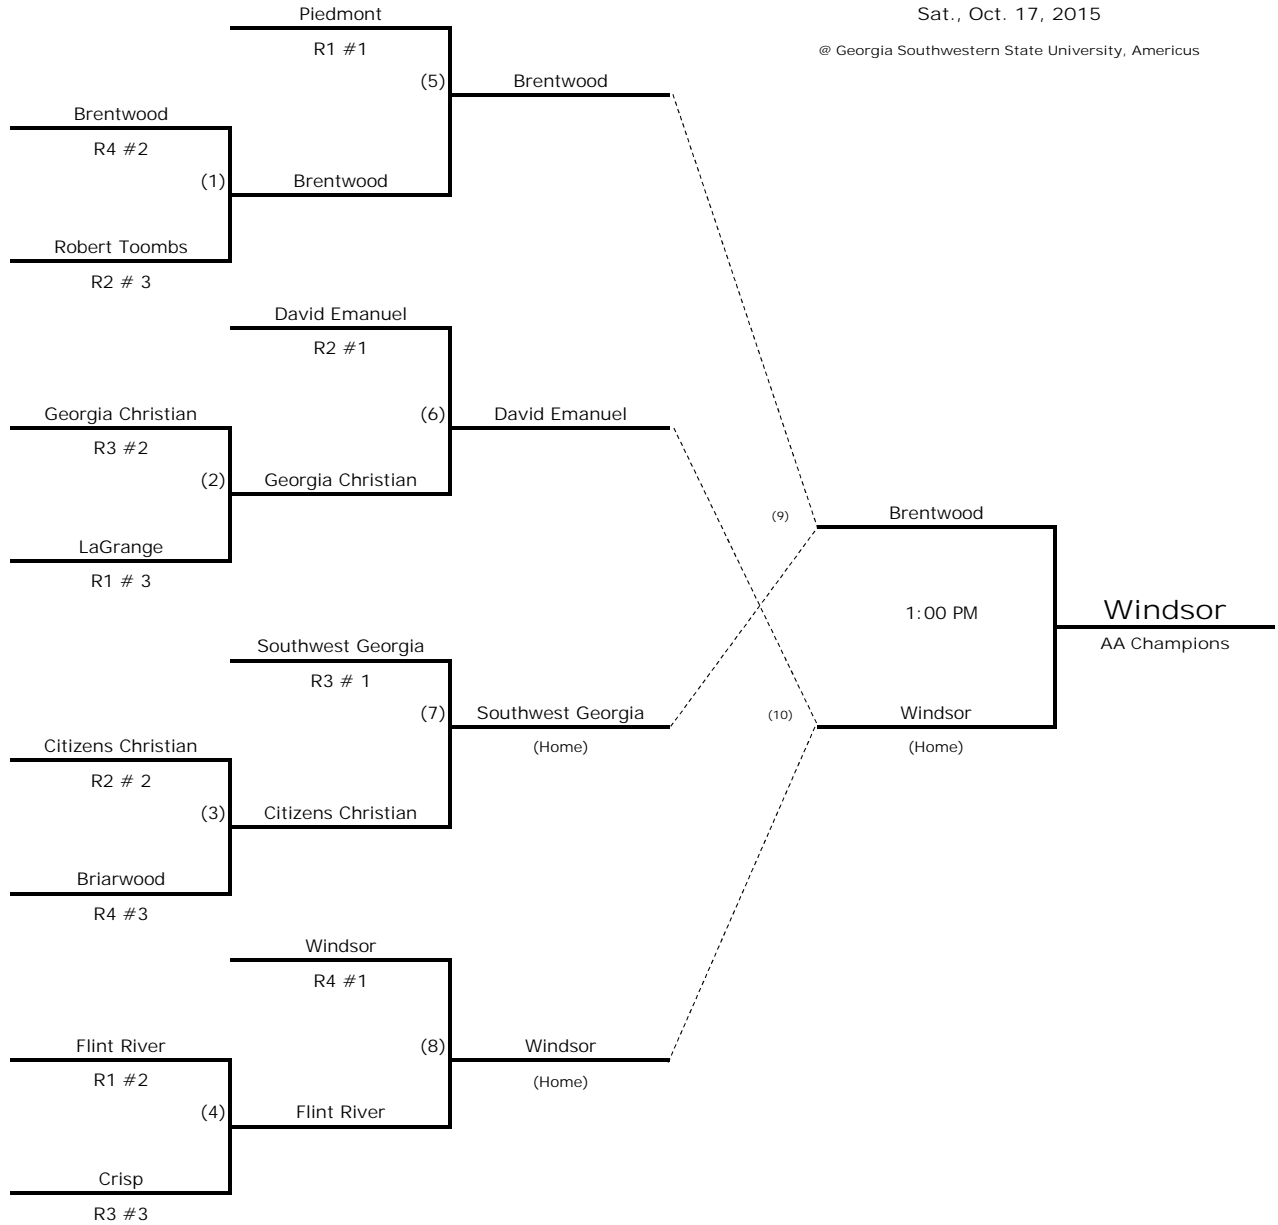 Piedmont
Sat., Oct. 17, 2015
R1 #1
@ Georgia Southwestern State University, Americus
(5)
Brentwood
Brentwood
R4 #2
(1)
Brentwood
Robert Toombs
R2 # 3
David Emanuel
R2 #1
Georgia Christian
(6)
David Emanuel
R3 #2
(2)
Georgia Christian
(9)
Brentwood
LaGrange
R1 # 3
1:00 PM
Windsor
AA Champions
Southwest Georgia
R3 # 1
(7)
Southwest Georgia
(10)
Windsor
(Home)
(Home)
Citizens Christian
R2 # 2
(3)
Citizens Christian
Briarwood
R4 #3
Windsor
R4 #1
Flint River
(8)
Windsor
R1 #2
(Home)
(4)
Flint River
Crisp
R3 #3